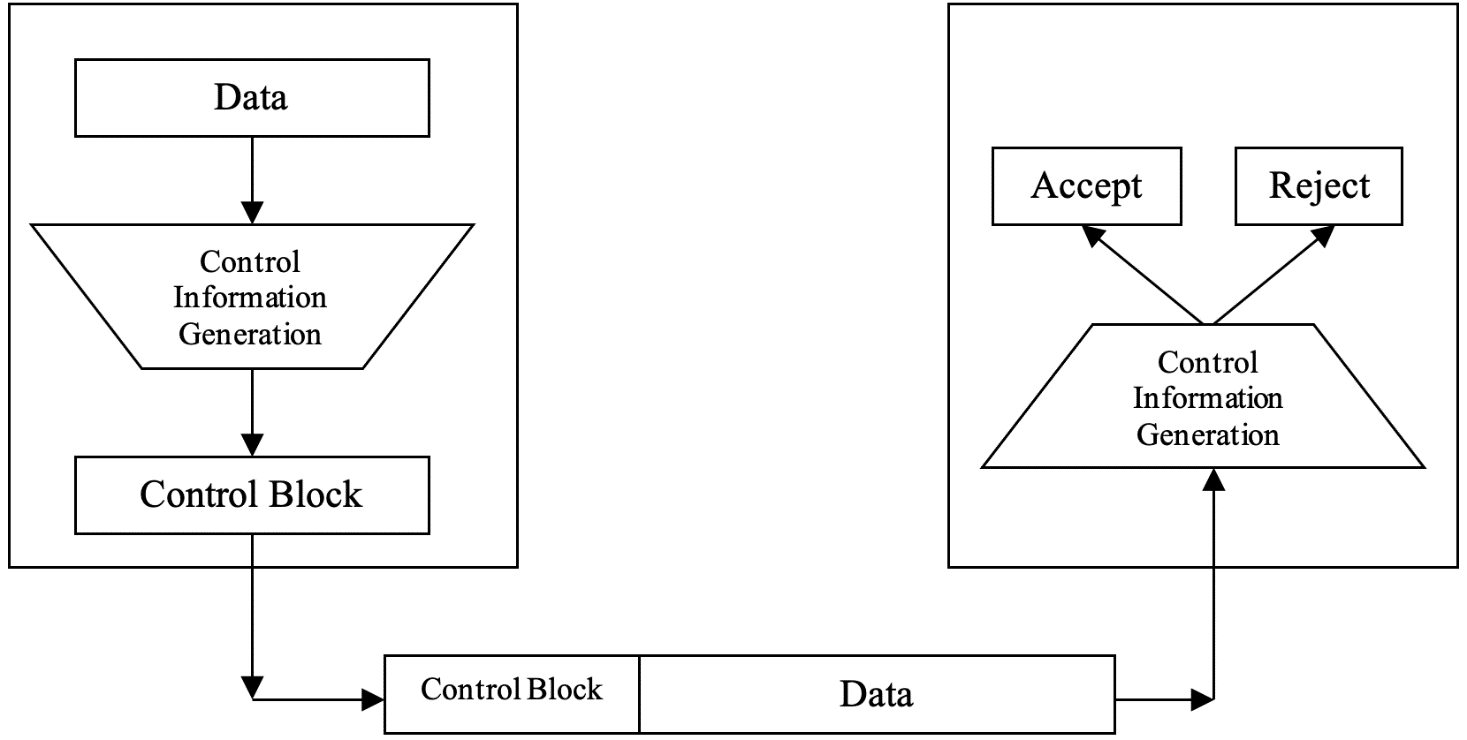 Data
Control
Information
Generation
Control Block
Control Block
Data
Accept
Reject
Control
Information
Generation